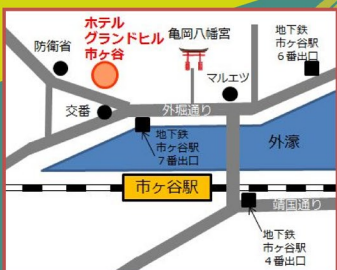 ホテル
グランドヒル
市ヶ谷
亀岡八幡宮
地下鉄
市ヶ谷駅
6番出口
防衛省
マルエツ
交番
外堀通り
地下鉄
市ヶ谷駅
7番出口
外濠
市ヶ谷駅
靖国通り
地下鉄
市ヶ谷駅
4番出口